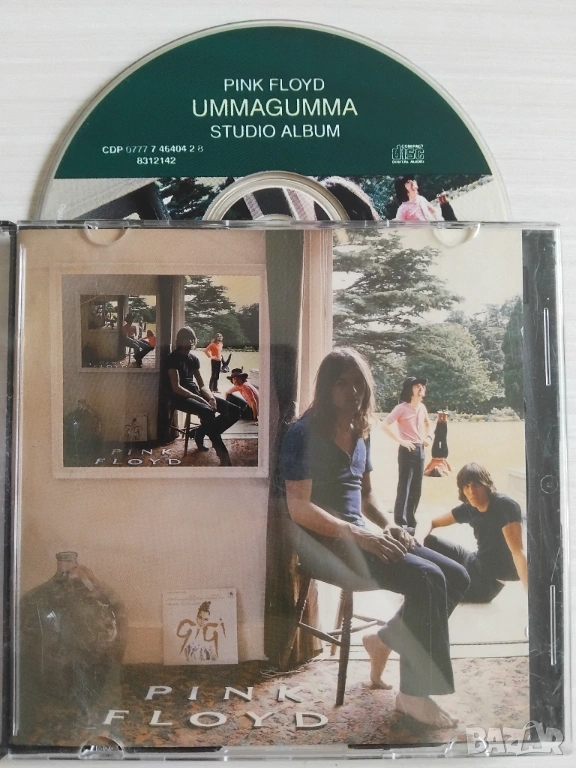 PINK FLOYD
UMMAGUMMA
STUDIO ALBUM
CDP 0777 7 46404 2 8
8312142
COMPACT
disc
DIGITAL AUDIO
PINK
FLOYD
GiGi
PINK
FLOYD
BAZAR